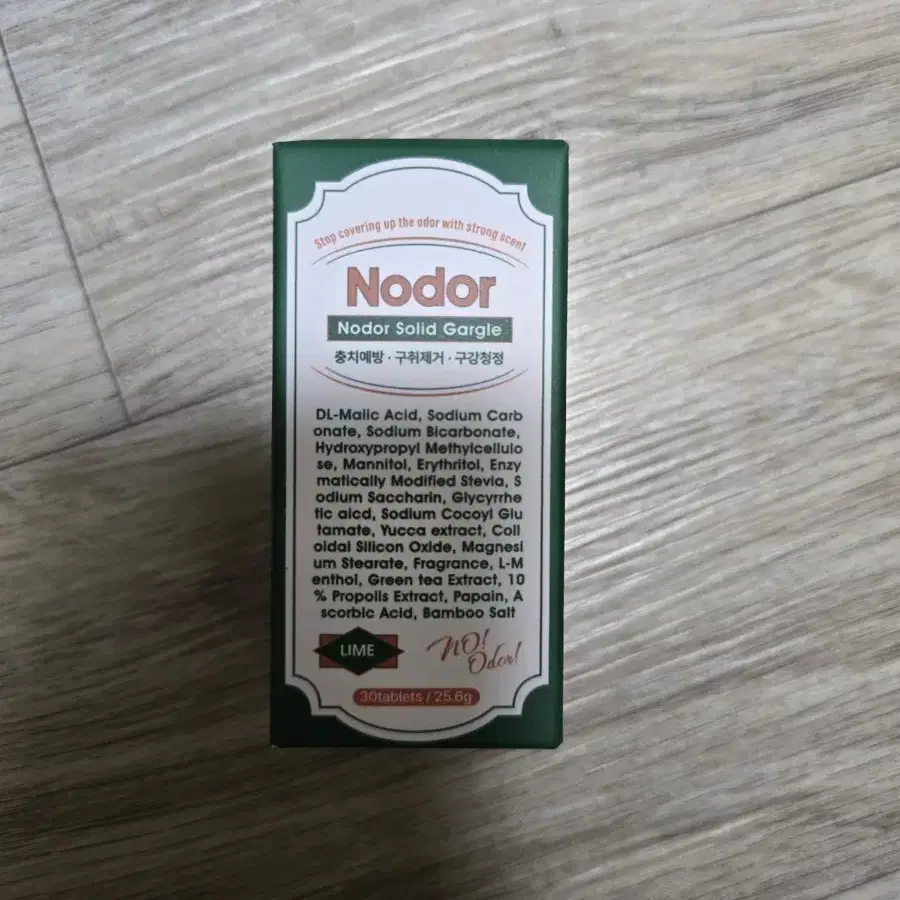 Stop covering up the odor with strong scent
Nodor
Nodor Solid Gargle
충치예방 · 구취제거 · 구강청정
DL-Malic Acid, Sodium Carb
onate, Sodium Bicarbonate,
Hydroxypropyl Methylcellulo
se, Mannitol, Erythritol, Enzy
matically Modified Stevia, S
odium Saccharin, Glycyrrhe
tic aicd, Sodium Cocoyl Glu
tamate, Yucca extract, Coll
oidal Silicon Oxide, Magnesi
um Stearate, Fragrance, L-M
enthol, Green tea Extract, 10
% Propolis Extract, Papain, A
scorbic Acid, Bamboo Salt
LIME
NO!
Odor!
30tablets / 25.6g